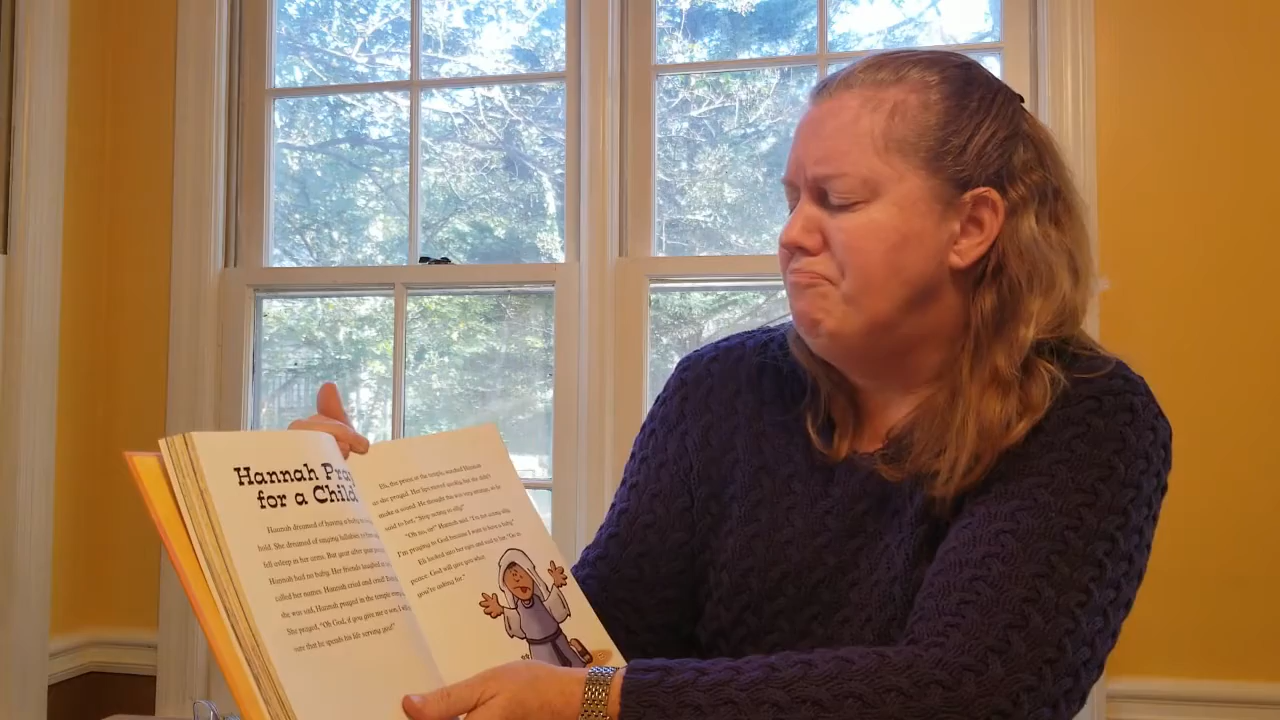 Hannah Pra
for a Child
Hannah dreamed of having a baby to
hold. She dreamed of singing lullabies
fell asleep in her arms. But year after year
Hannah had no baby. Her friends laughed
called her names. Hannah cried and cried!
she was sad, Hannah prayed in the temple
She prayed, "Oh God, if you give me a son, I
sure that he spends his life serving you!"
Eli, the priest at the temple, watched Hannah
as she prayed. Her lips moved but she didn't
make a sound. He thought she was very strange, so he
said to her, "Stop acting so silly!"
"Oh no, sir!" Hannah said. "I'm not acting silly.
I'm praying to God because I want to have a baby."
Eli looked into her eyes and said to her, "Go in
peace. God will give you what
you're asking for."